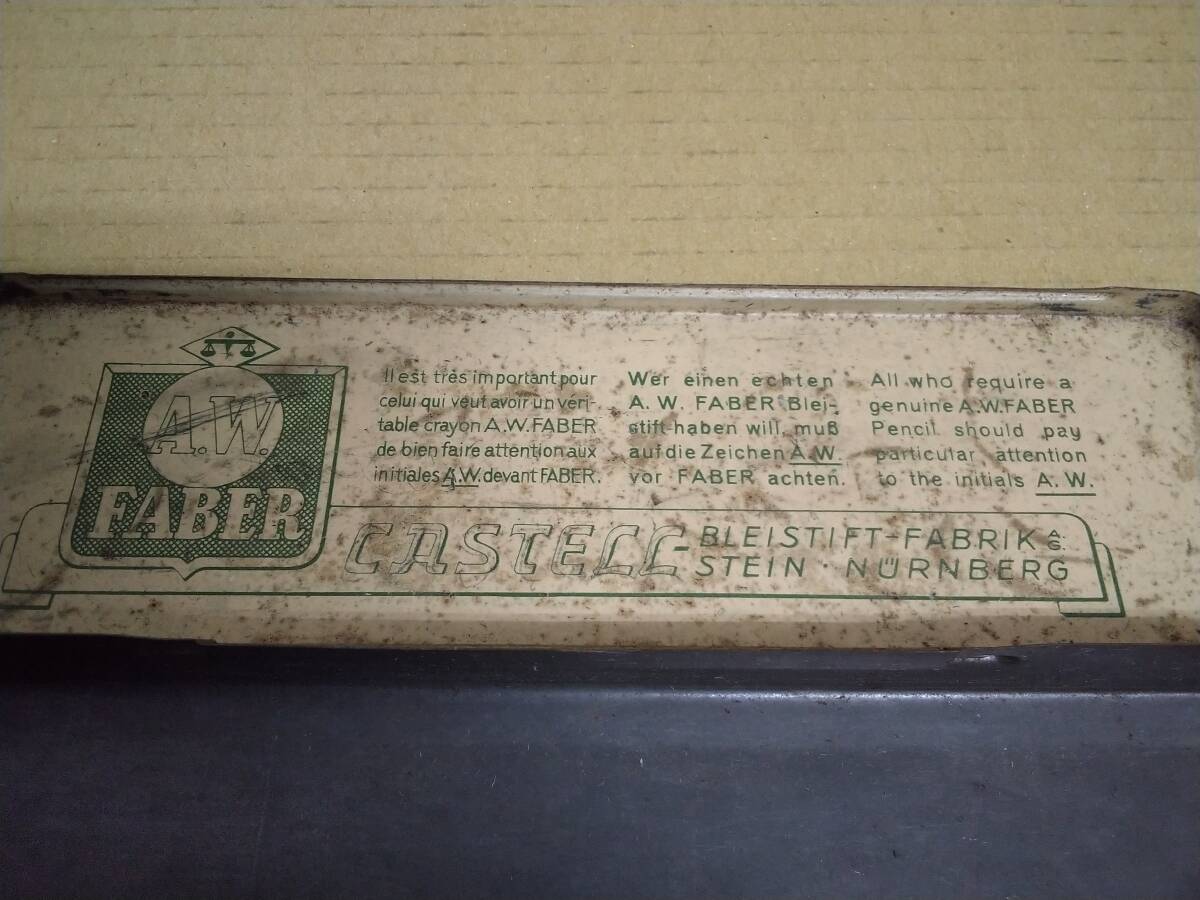 A.W.
FABER
Il est très important pour
celui qui veut avoir un véri-
table crayon A.W. FABER
de bien faire attention aux
initiales A.W. devant FABER.
Wer einen echten
A. W. FABER Blei-
stift haben will, muß
auf die Zeichen A.W.
vor FABER achten.
All who require a
genuine A.W. FABER
Pencil should pay
particular attention
to the initials A. W.
CASTELL-BLEISTIFT-FABRIK A.G.
STEIN · NÜRNBERG